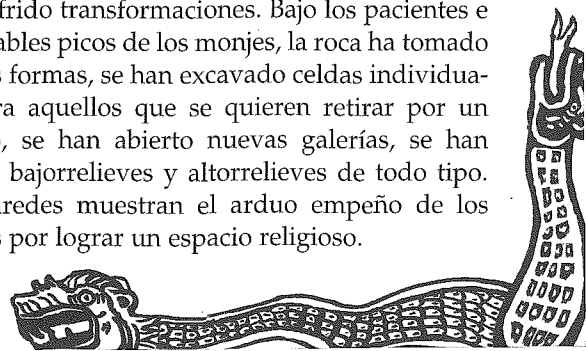 frido transformaciones. Bajo los pacientes e
ables picos de los monjes, la roca ha tomado
s formas, se han excavado celdas individua-
ra aquellos que se quieren retirar por un
, se han abierto nuevas galerías, se han
bajorrelieves y altorrelieves de todo tipo.
aredes muestran el arduo empeño de los
s por lograr un espacio religioso.